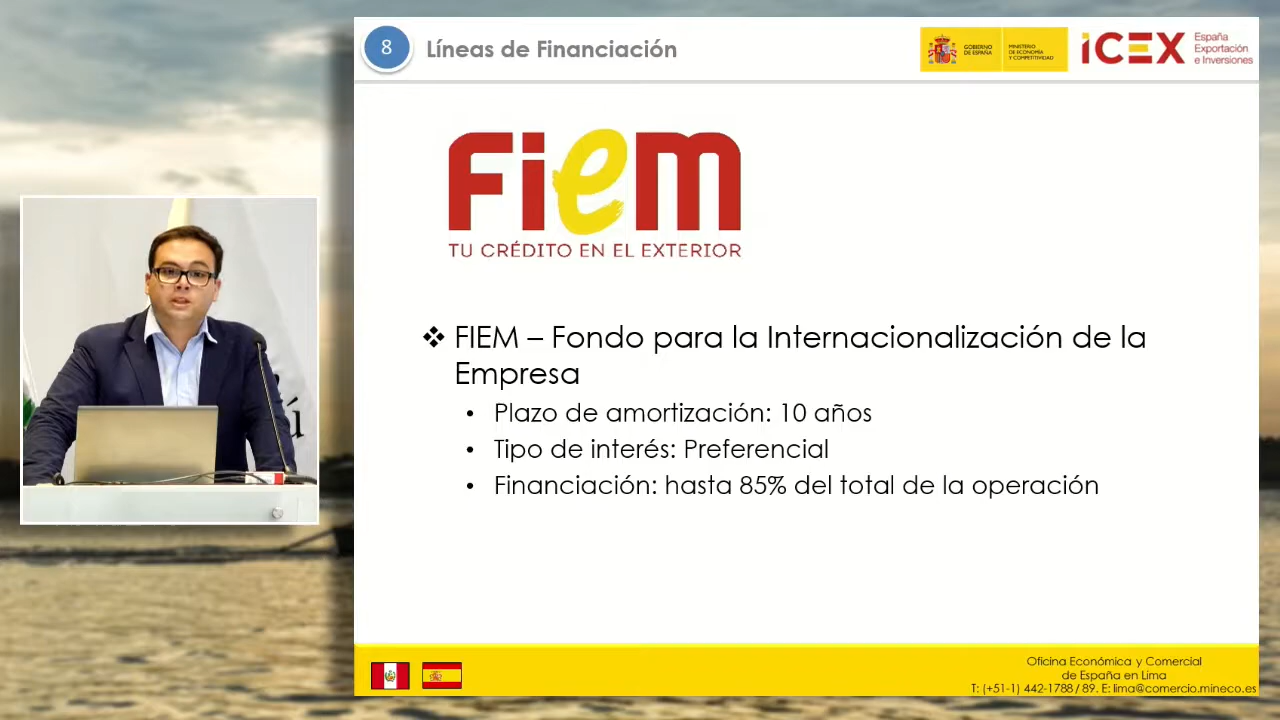 8
Líneas de Financiación
GOBIERNO
DE ESPAÑA
MINISTERIO
DE ECONOMÍA
Y COMPETITIVIDAD
iCEX
España
Exportación
e Inversiones
Fiem
TU CRÉDITO EN EL EXTERIOR
❖ FIEM – Fondo para la Internacionalización de la
Empresa
• Plazo de amortización: 10 años
• Tipo de interés: Preferencial
• Financiación: hasta 85% del total de la operación
ú
Oficina Económica y Comercial
de España en Lima
T: (+51-1) 442-1788 / 89. E: lima@comercio.mineco.es